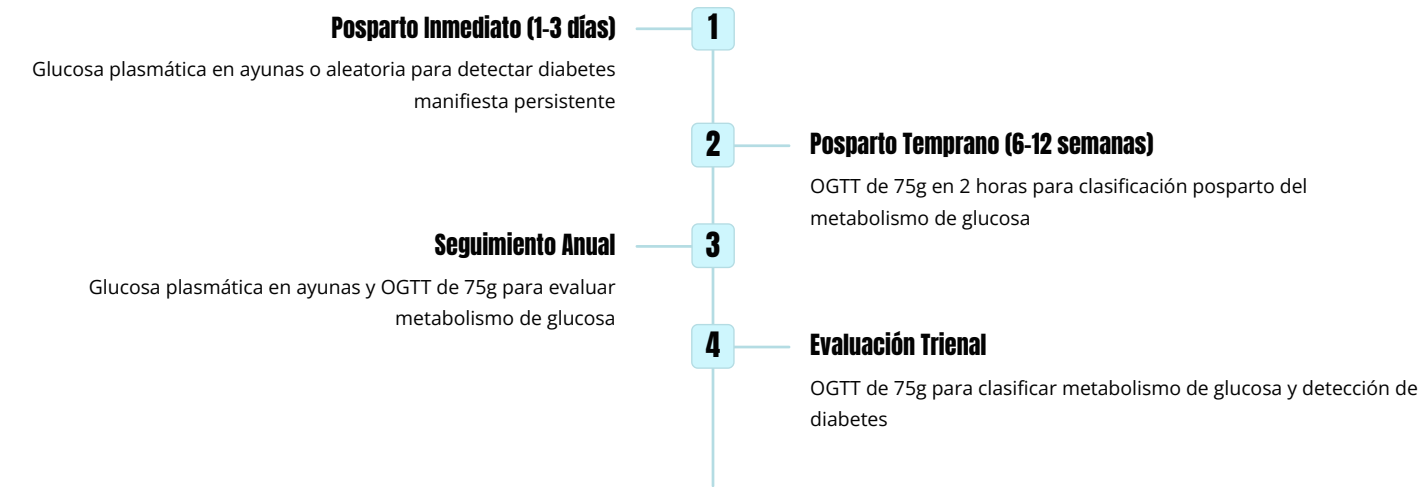 Posparto Inmediato (1-3 días)
1
Glucosa plasmática en ayunas o aleatoria para detectar diabetes
manifiesta persistente
2
Posparto Temprano (6-12 semanas)
OGTT de 75g en 2 horas para clasificación posparto del
metabolismo de glucosa
Seguimiento Anual
3
Glucosa plasmática en ayunas y OGTT de 75g para evaluar
metabolismo de glucosa
4
Evaluación Trienal
OGTT de 75g para clasificar metabolismo de glucosa y detección de
diabetes